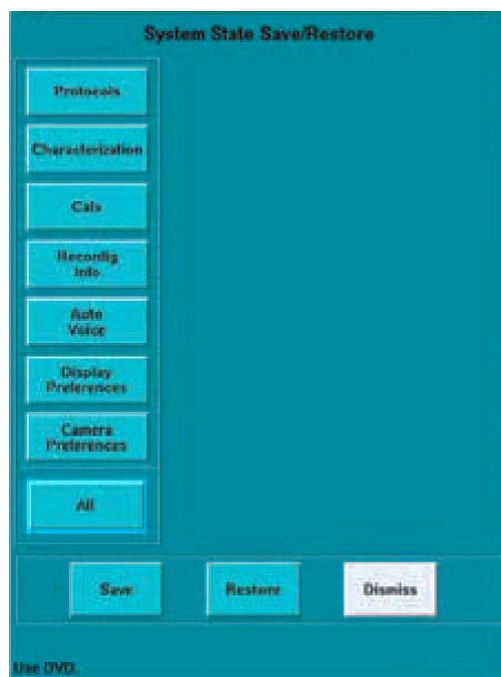 System State Save/Restore
Protocols
Characterization
Cals
Reconfig
Info
Auto
Voice
Display
Preferences
Camera
Preferences
All
Save
Restore
Dismiss
Use DVD.